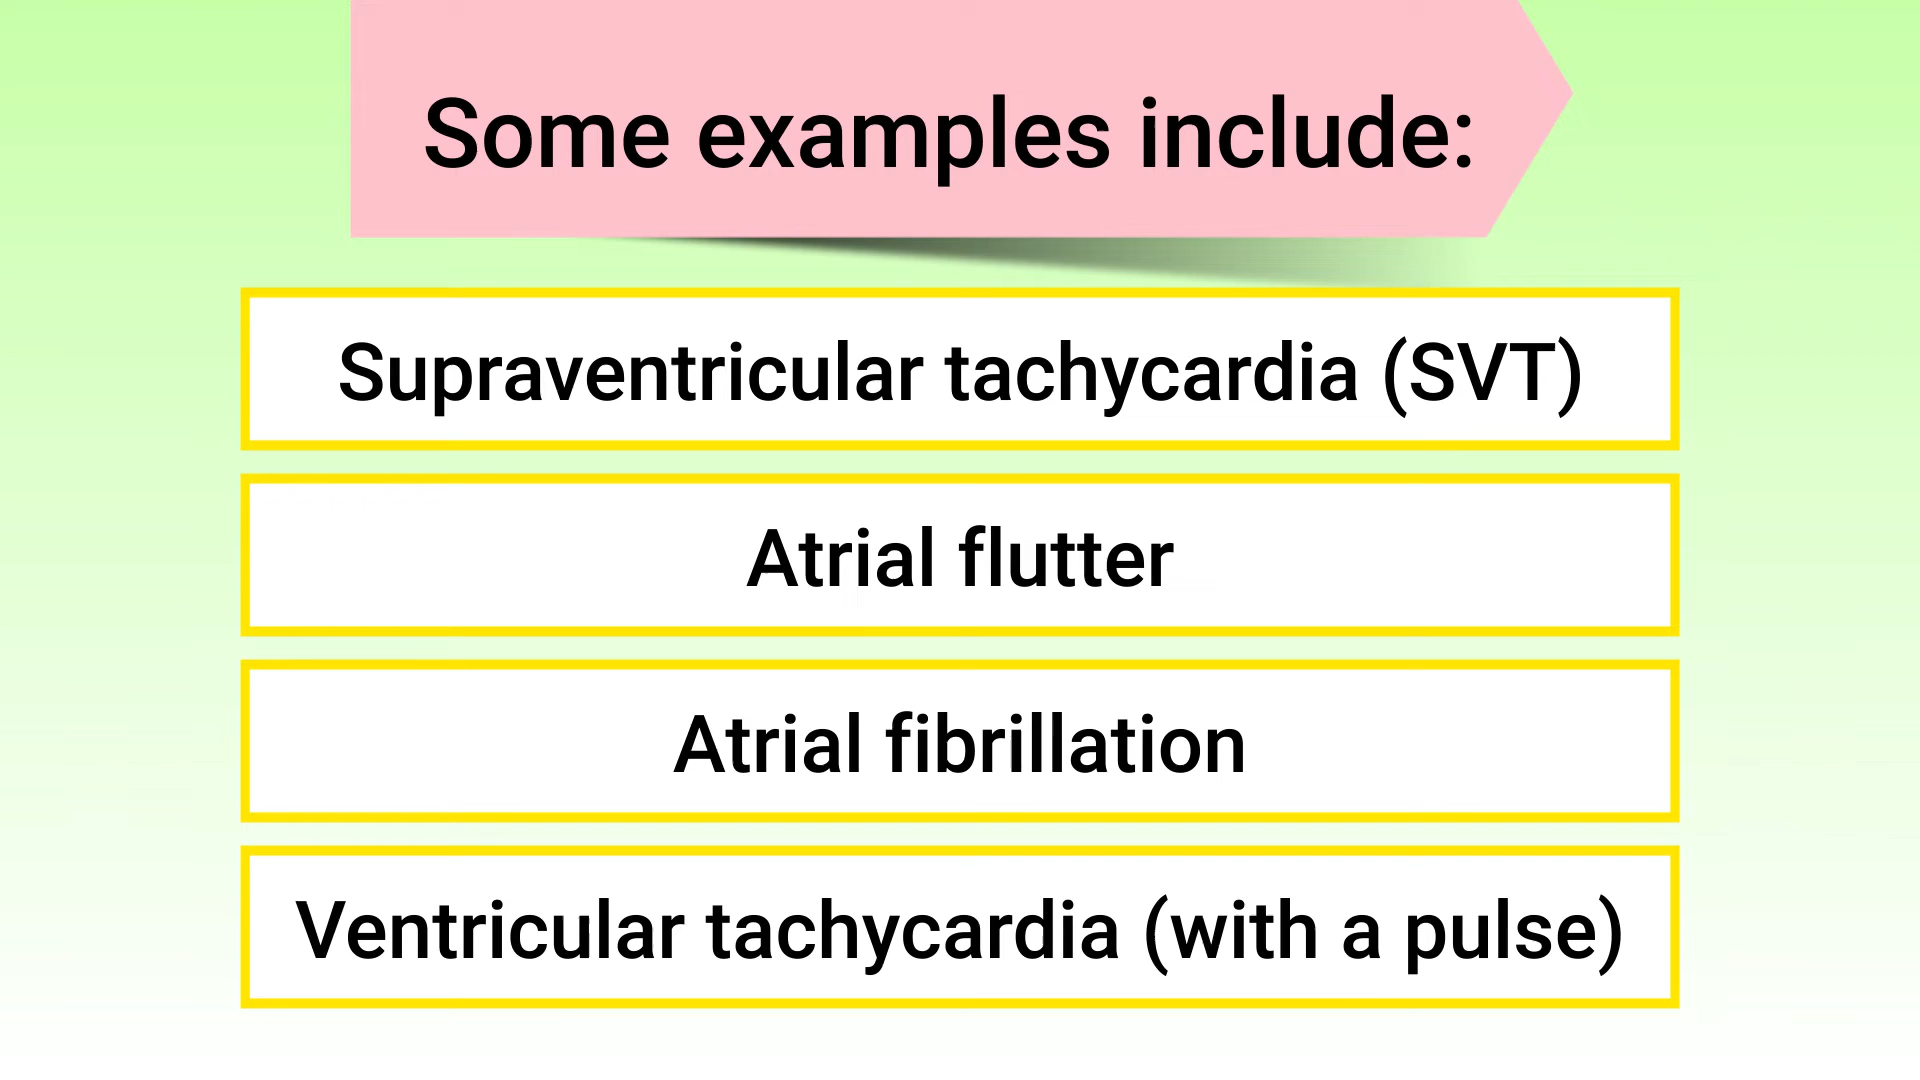 Some examples include:
Supraventricular tachycardia (SVT)
Atrial flutter
Atrial fibrillation
Ventricular tachycardia (with a pulse)